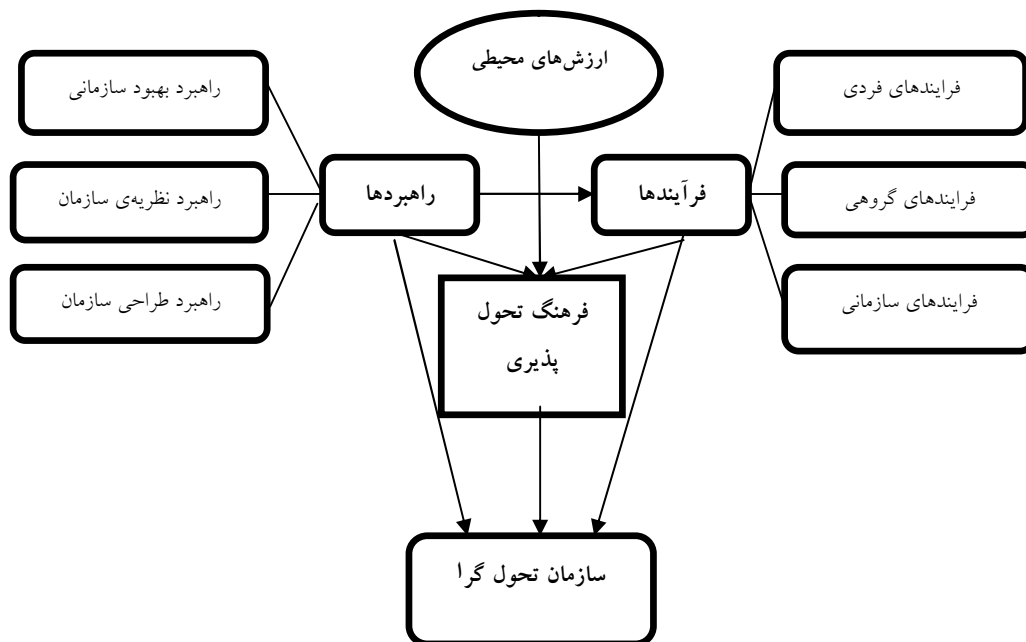 ارزش‌های محیطی
فرایندهای فردی
راهبرد بهبود سازمانی
فرآیندها
راهبردها
فرایندهای گروهی
راهبرد نظریه‌ی سازمان
فرایندهای سازمانی
راهبرد طراحی سازمان
فرهنگ تحول
پذیری
سازمان تحول گرا